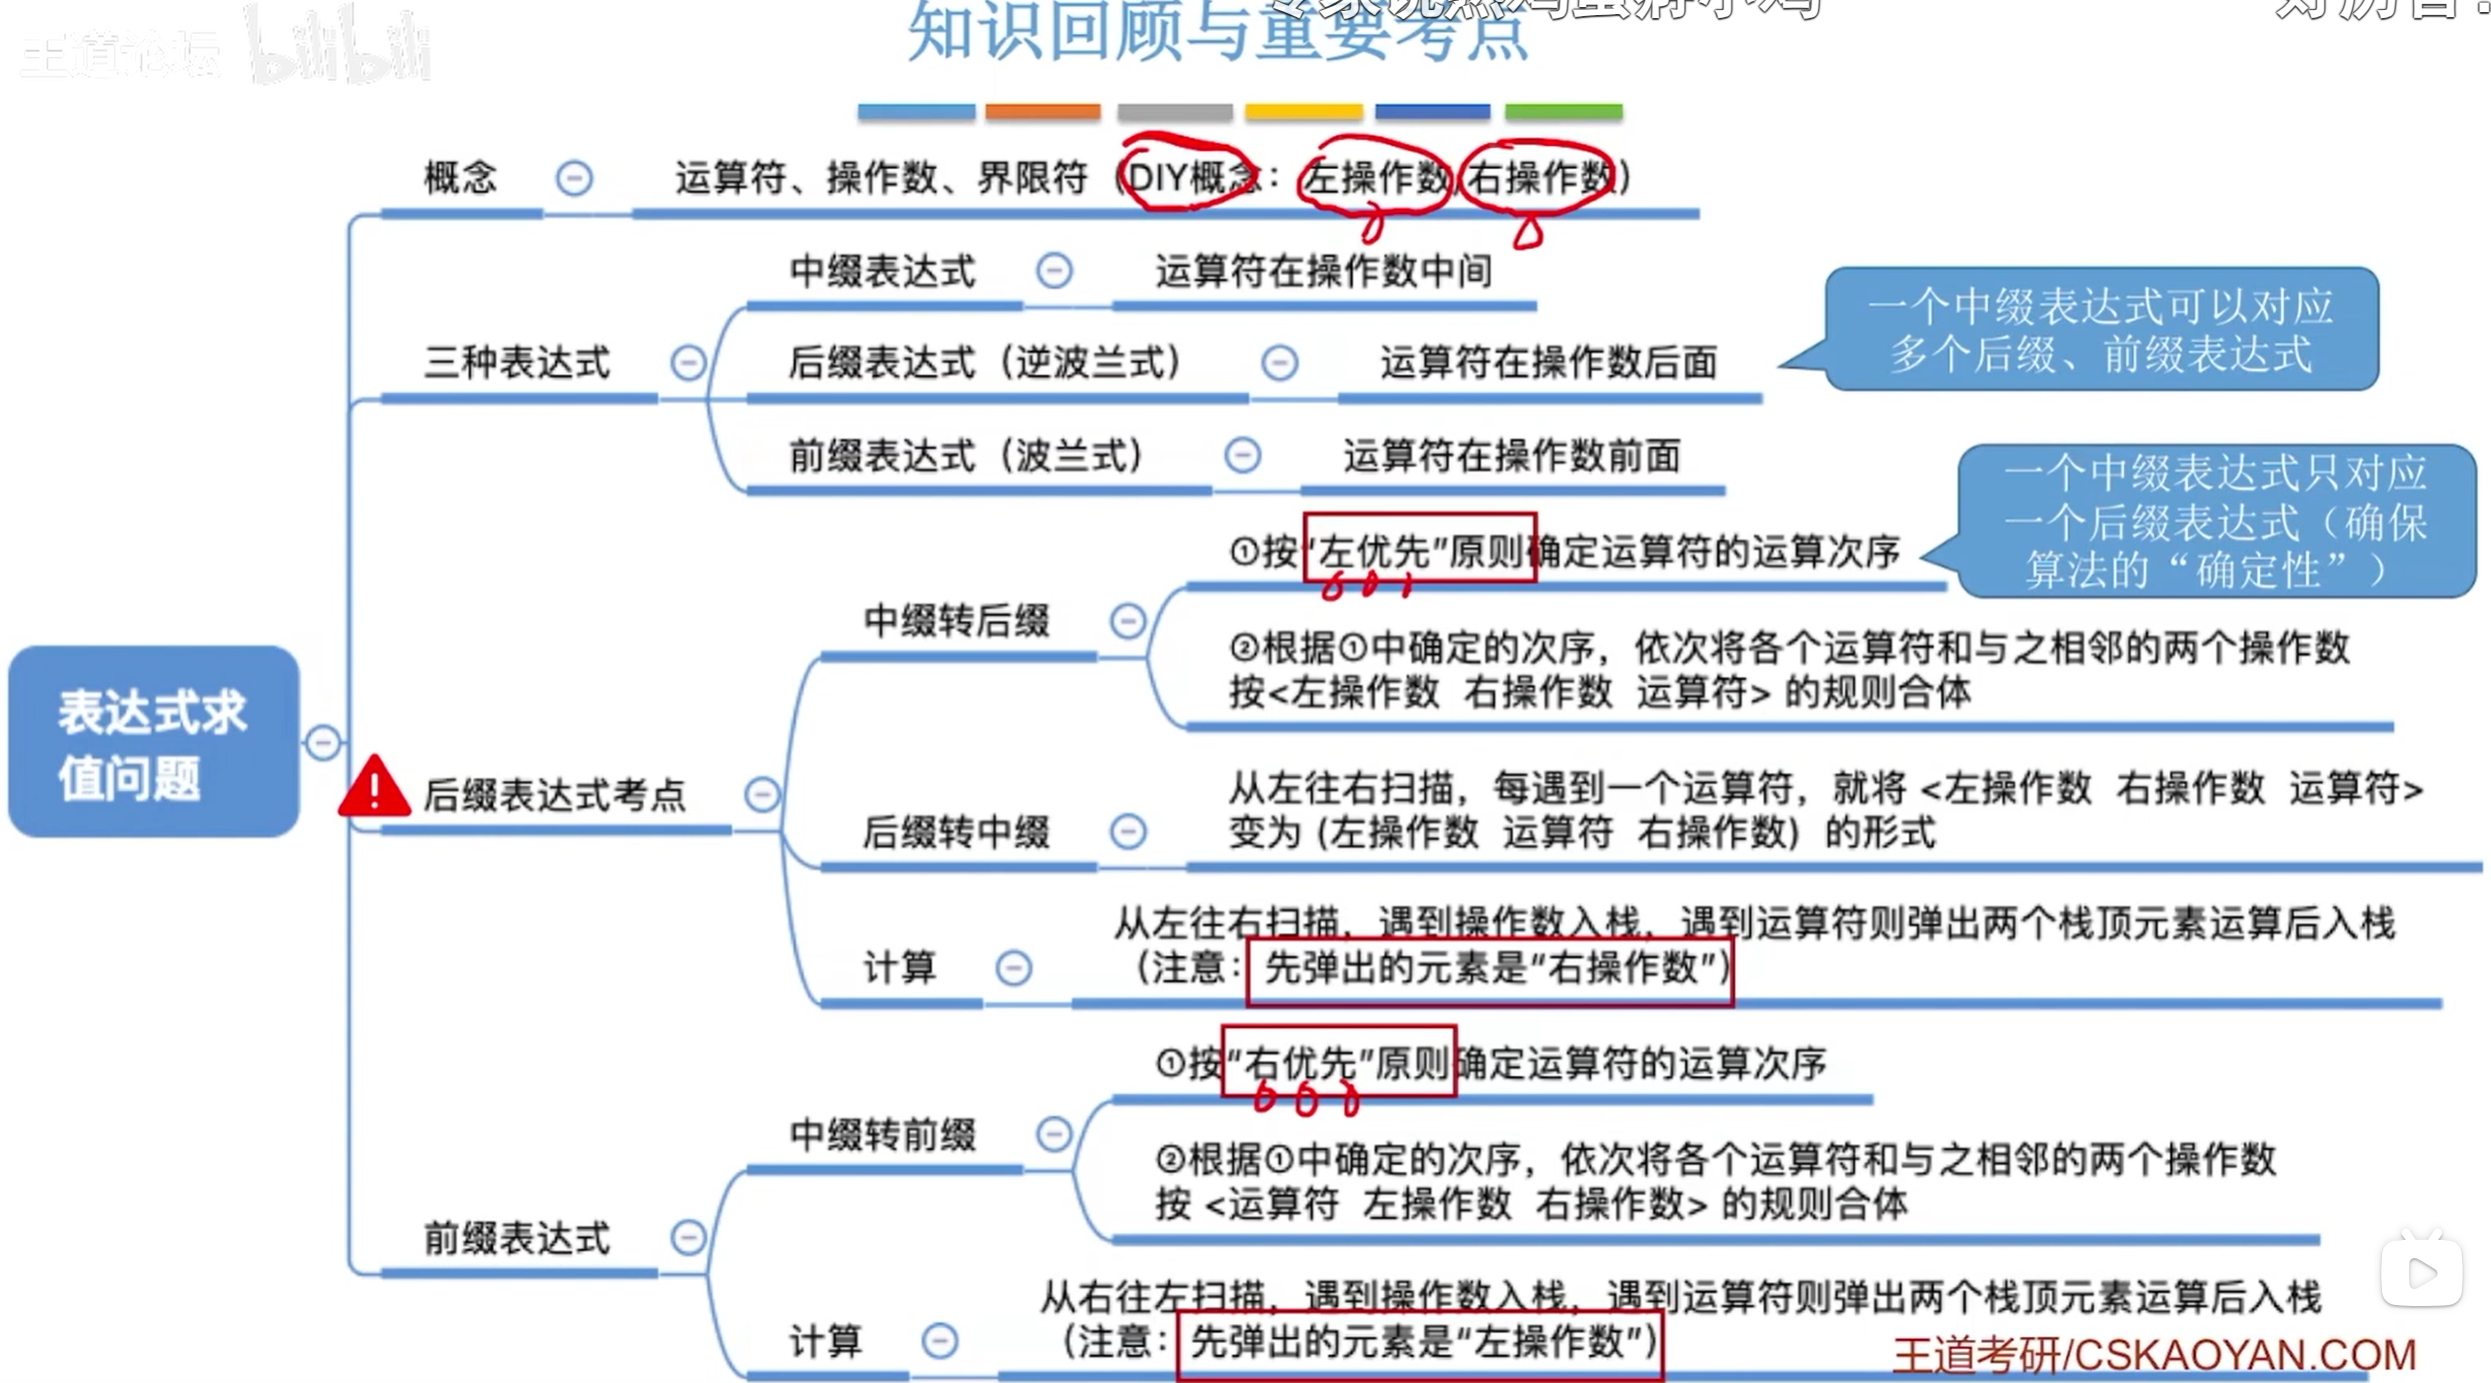 王道论坛 bilibili
知识回顾与重要考点
概念
运算符、操作数、界限符（DIY概念：左操作数/右操作数）
三种表达式
中缀表达式
运算符在操作数中间
后缀表达式（逆波兰式）
运算符在操作数后面
前缀表达式（波兰式）
运算符在操作数前面
一个中缀表达式可以对应
多个后缀、前缀表达式
表达式求
值问题
后缀表达式考点
中缀转后缀
①按“左优先”原则确定运算符的运算次序
一个中缀表达式只对应
一个后缀表达式（确保
算法的“确定性”）
②根据①中确定的次序，依次将各个运算符和与之相邻的两个操作数
按<左操作数 右操作数 运算符> 的规则合体
后缀转中缀
从左往右扫描，每遇到一个运算符，就将 <左操作数 右操作数 运算符>
变为 (左操作数 运算符 右操作数) 的形式
计算
从左往右扫描，遇到操作数入栈，遇到运算符则弹出两个栈顶元素运算后入栈
（注意：先弹出的元素是“右操作数”）
前缀表达式
中缀转前缀
①按“右优先”原则确定运算符的运算次序
②根据①中确定的次序，依次将各个运算符和与之相邻的两个操作数
按 <运算符 左操作数 右操作数> 的规则合体
计算
从右往左扫描，遇到操作数入栈，遇到运算符则弹出两个栈顶元素运算后入栈
（注意：先弹出的元素是“左操作数”）
王道考研/CSKAOYAN.COM